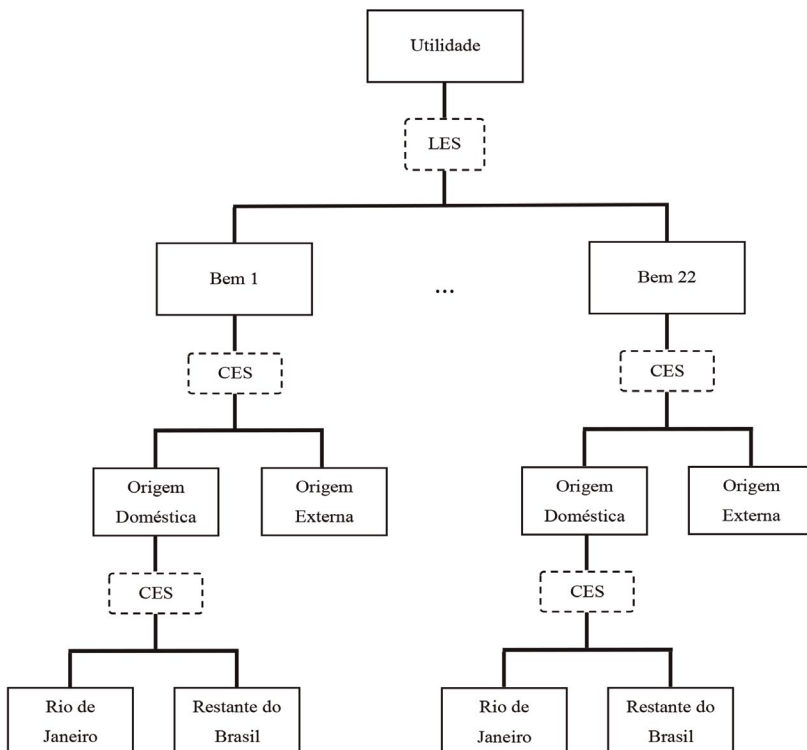 Utilidade
LES
Bem 1
...
Bem 22
CES
CES
Origem
Doméstica
Origem
Externa
Origem
Doméstica
Origem
Externa
CES
CES
Rio de
Janeiro
Restante do
Brasil
Rio de
Janeiro
Restante do
Brasil